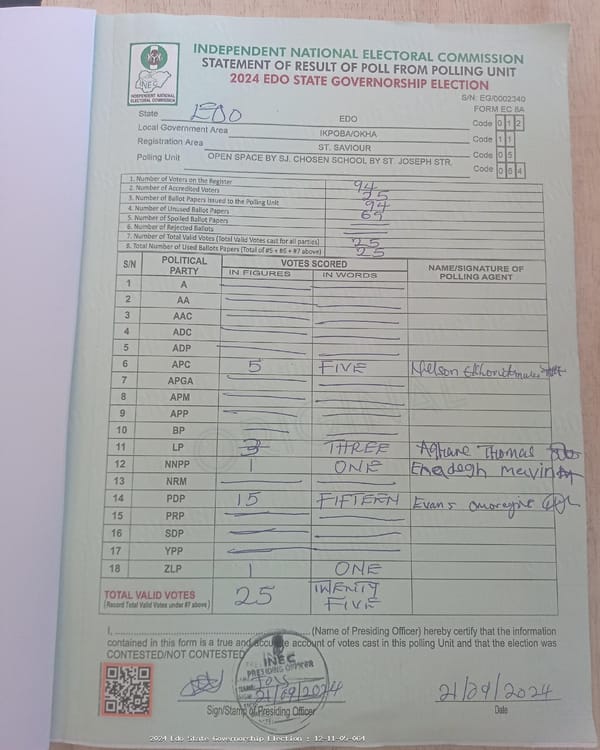 INDEPENDENT NATIONAL ELECTORAL COMMISSION
STATEMENT OF RESULT OF POLL FROM POLLING UNIT
2024 EDO STATE GOVERNORSHIP ELECTION
INEC
INDEPENDENT NATIONAL
ELECTORAL COMMISSION
S/N: EG/0002340
FORM EC 8A
State EDO EDO Code 0 1 2
Local Government Area IKPOBA/OKHA Code 1 1
Registration Area ST. SAVIOUR Code 0 5
Polling Unit OPEN SPACE BY SJ. CHOSEN SCHOOL BY ST. JOSEPH STR. Code 0 6 4
1. Number of Voters on the Register 94
2. Number of Accredited Voters 25
3. Number of Ballot Papers Issued to the Polling Unit 94
4. Number of Unused Ballot Papers 69
5. Number of Spoiled Ballot Papers
6. Number of Rejected Ballots
7. Number of Total Valid Votes (Total Valid Votes cast for all parties) 25
8. Total Number of Used Ballots Papers (Total of #5 + #6 + #7 above) 25
S/N POLITICAL PARTY VOTES SCORED NAME/SIGNATURE OF POLLING AGENT
IN FIGURES IN WORDS
1 A
2 AA
3 AAC
4 ADC
5 ADP
6 APC 5 FIVE Nelson
7 APGA
8 APM
9 APP
10 BP
11 LP 3 THREE Thomas
12 NNPP 1 ONE
13 NRM
14 PDP 15 FIFTEEN Evans
15 PRP
16 SDP
17 YPP
18 ZLP 1 ONE
TOTAL VALID VOTES 25 TWENTY FIVE
(Record Total Valid Votes under #7 above)
I, (Name of Presiding Officer) hereby certify that the information
contained in this form is a true and accurate account of votes cast in this polling Unit and that the election was
CONTESTED/NOT CONTESTED
INEC
PRESIDING OFFICER
21/09/2024
21/09/2024
Sign/Stamp of Presiding Officer Date
2024 Edo State Governorship Election : 12-11-05-064